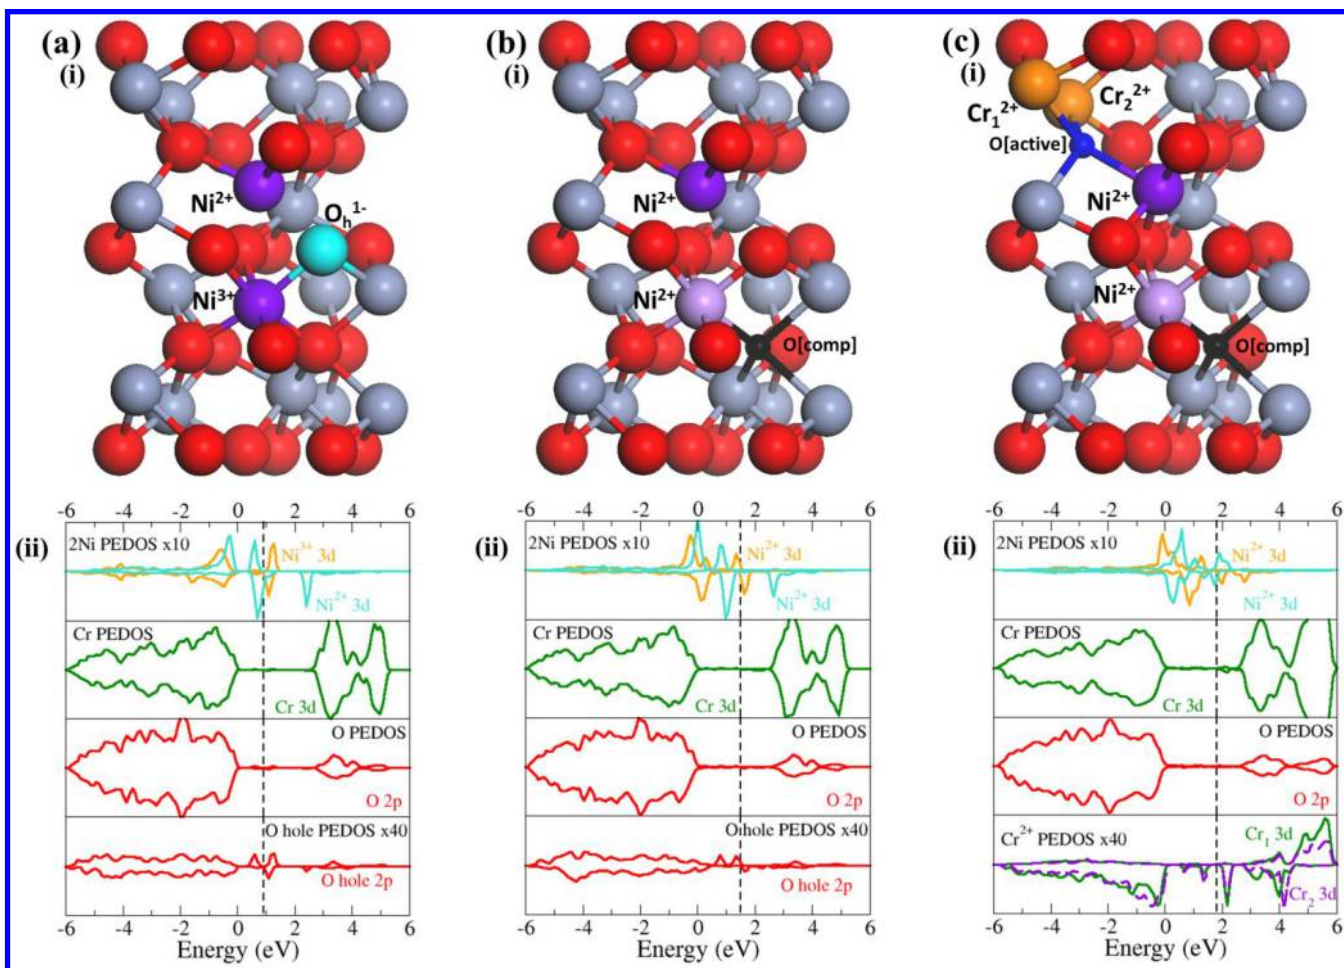 (a)
(i)
Ni²⁺
Oₕ¹⁻
Ni³⁺
(b)
(i)
Ni²⁺
Ni²⁺
O[comp]
(c)
(i)
Cr₁²⁺
Cr₂²⁺
O[active]
Ni²⁺
Ni²⁺
O[comp]
(ii)
-6 -4 -2 0 2 4 6
2Ni PEDOS x10
Ni³⁺ 3d
Ni²⁺ 3d
Cr PEDOS
Cr 3d
O PEDOS
O 2p
O hole PEDOS x40
O hole 2p
-6 -4 -2 0 2 4 6
Energy (eV)
(ii)
-6 -4 -2 0 2 4 6
2Ni PEDOS x10
Ni²⁺ 3d
Ni²⁺ 3d
Cr PEDOS
Cr 3d
O PEDOS
O 2p
O hole PEDOS x40
O hole 2p
-6 -4 -2 0 2 4 6
Energy (eV)
(ii)
-6 -4 -2 0 2 4 6
2Ni PEDOS x10
Ni²⁺ 3d
Ni²⁺ 3d
Cr PEDOS
Cr 3d
O PEDOS
O 2p
Cr²⁺ PEDOS x40
Cr₁ 3d
Cr₂ 3d
-6 -4 -2 0 2 4 6
Energy (eV)